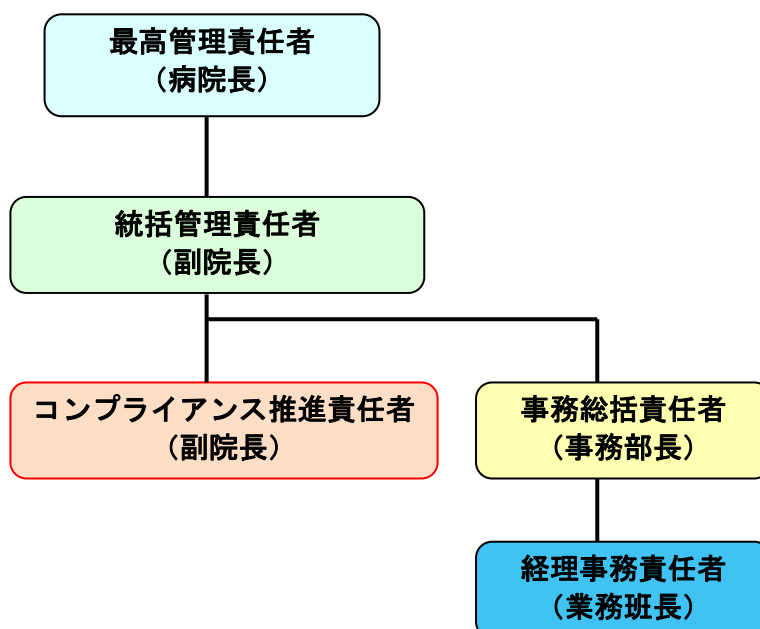 最高管理責任者
（病院長）
統括管理責任者
（副院長）
コンプライアンス推進責任者
（副院長）
事務総括責任者
（事務部長）
経理事務責任者
（業務班長）